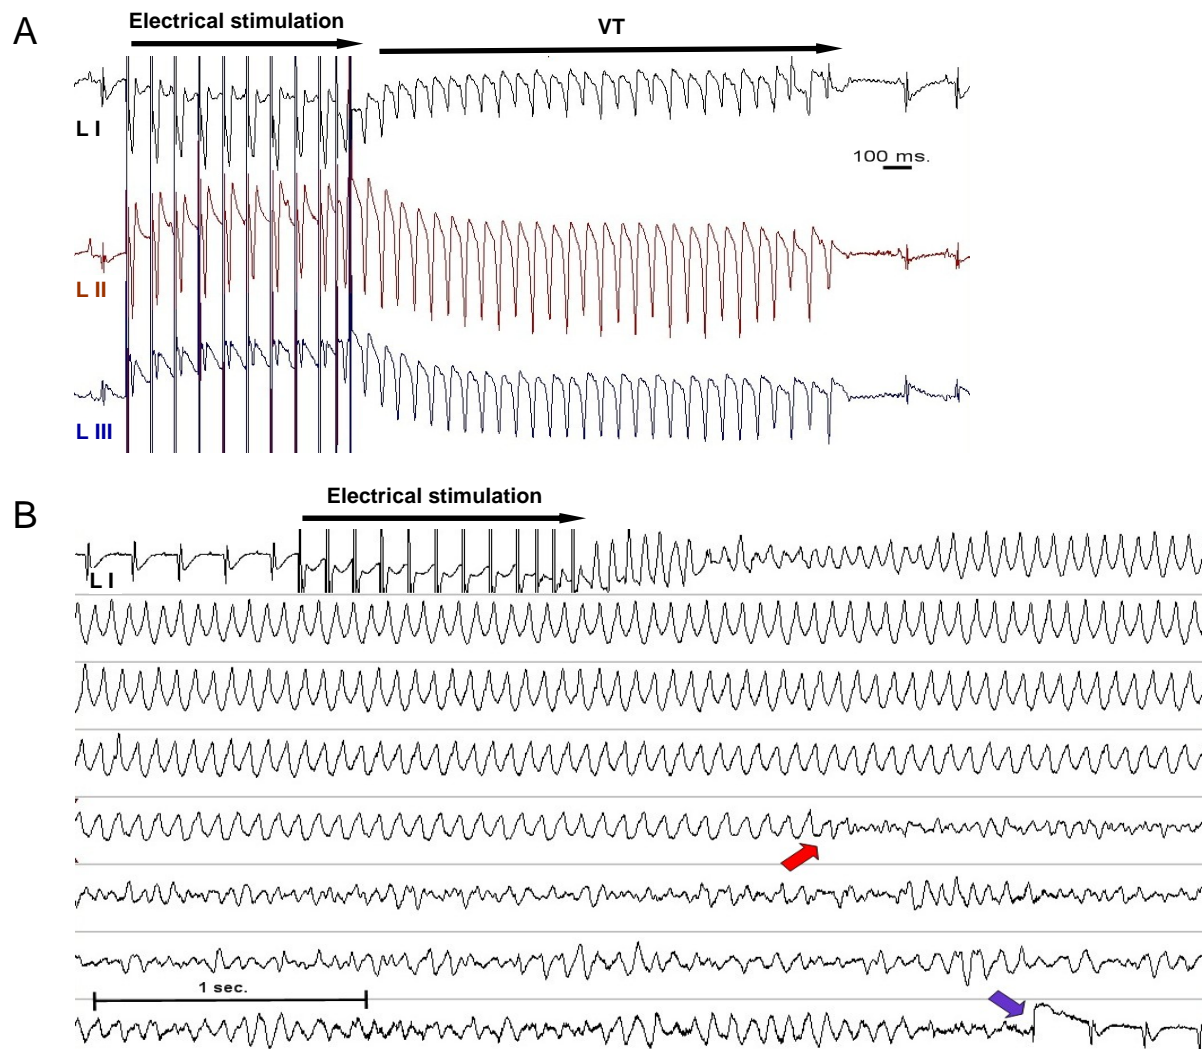 A
Electrical stimulation
VT
L I
100 ms.
L II
L III
B
Electrical stimulation
L I
1 sec.